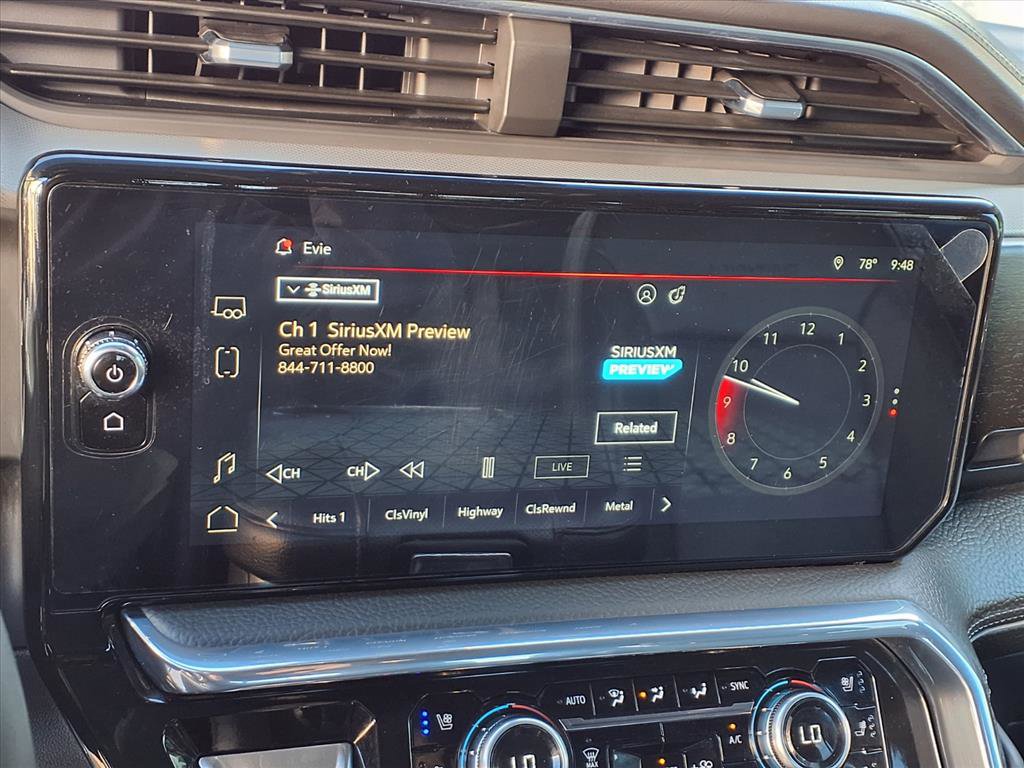 Evie
78° 9:48
SiriusXM
Ch 1 SiriusXM Preview
Great Offer Now!
844-711-8800
SIRIUSXM
PREVIEW
Related
CH
CH
LIVE
Hits 1 ClsVinyl Highway ClsRewnd Metal
12
1
2
3
4
5
6
7
8
9
10
11
AUTO
SYNC
A/C
LO
LO
MAX